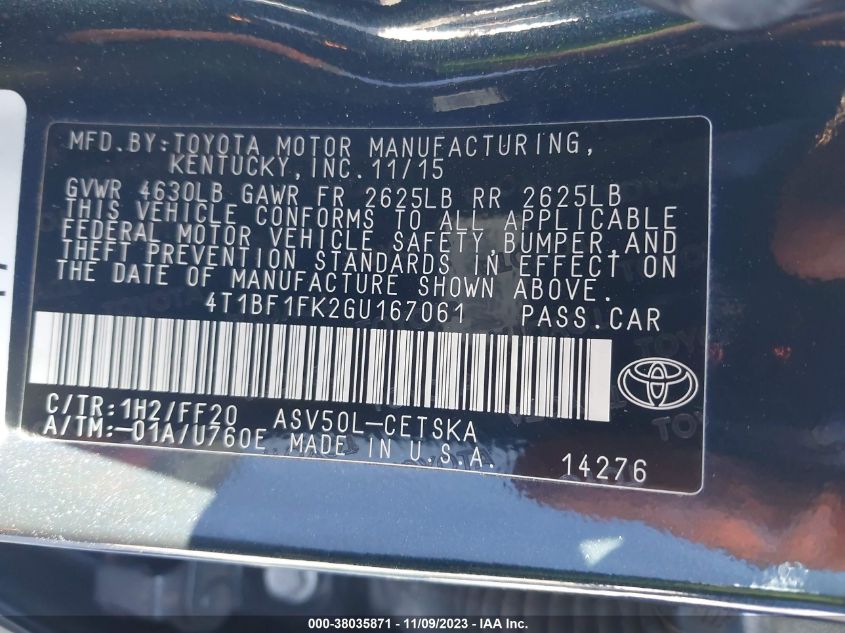 MFD.BY:TOYOTA MOTOR MANUFACTURING,
KENTUCKY,INC.11/15
GVWR 4630LB GAWR FR 2625LB RR 2625LB
THIS VEHICLE CONFORMS TO ALL APPLICABLE
FEDERAL MOTOR VEHICLE SAFETY,BUMPER,AND
THEFT PREVENTION STANDARDS IN EFFECT ON
THE DATE OF MANUFACTURE SHOWN ABOVE.
4T1BF1FK2GU167061 PASS.CAR
C/TR:1H2/FF20 ASV50L-CETSKA
A/TM:-01A/U760E MADE IN U.S.A.
14276
000-38035871 - 11/09/2023 - IAA Inc.